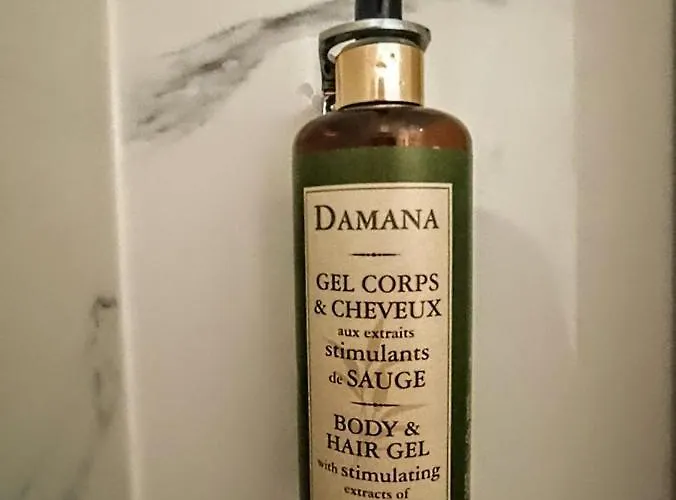 DAMANA
GEL CORPS
& CHEVEUX
aux extraits
stimulants
de SAUGE
BODY &
HAIR GEL
with stimulating
extracts of